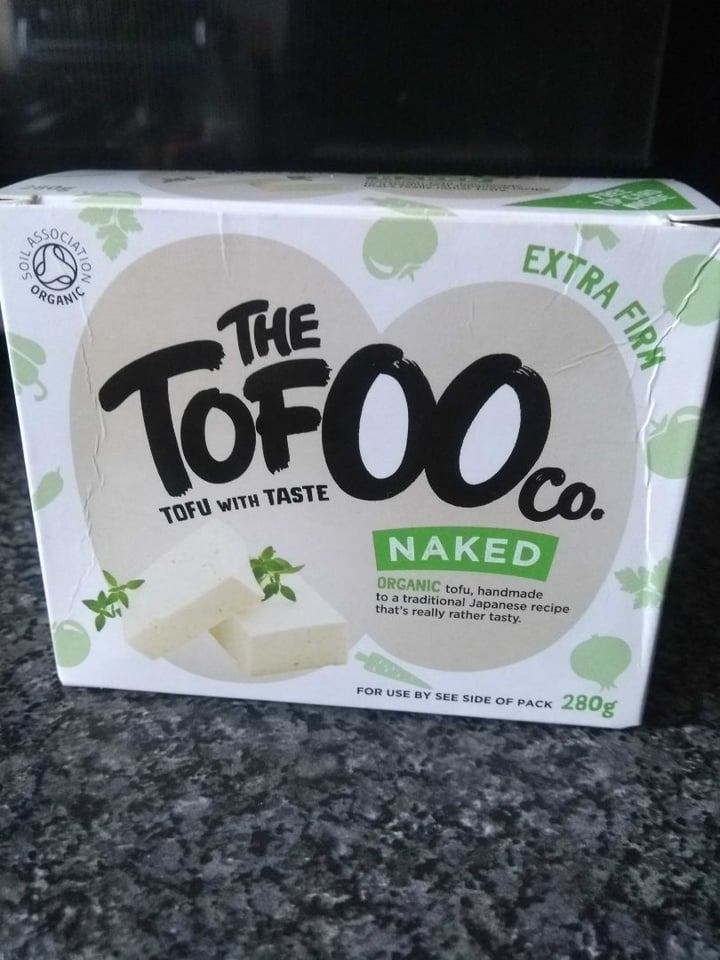 280g
SOIL ASSOCIATION
ORGANIC
EXTRA FIRM
THE
TOFOO
CO.
TOFU WITH TASTE
NAKED
ORGANIC tofu, handmade
to a traditional Japanese recipe
that's really rather tasty.
FOR USE BY SEE SIDE OF PACK 280g